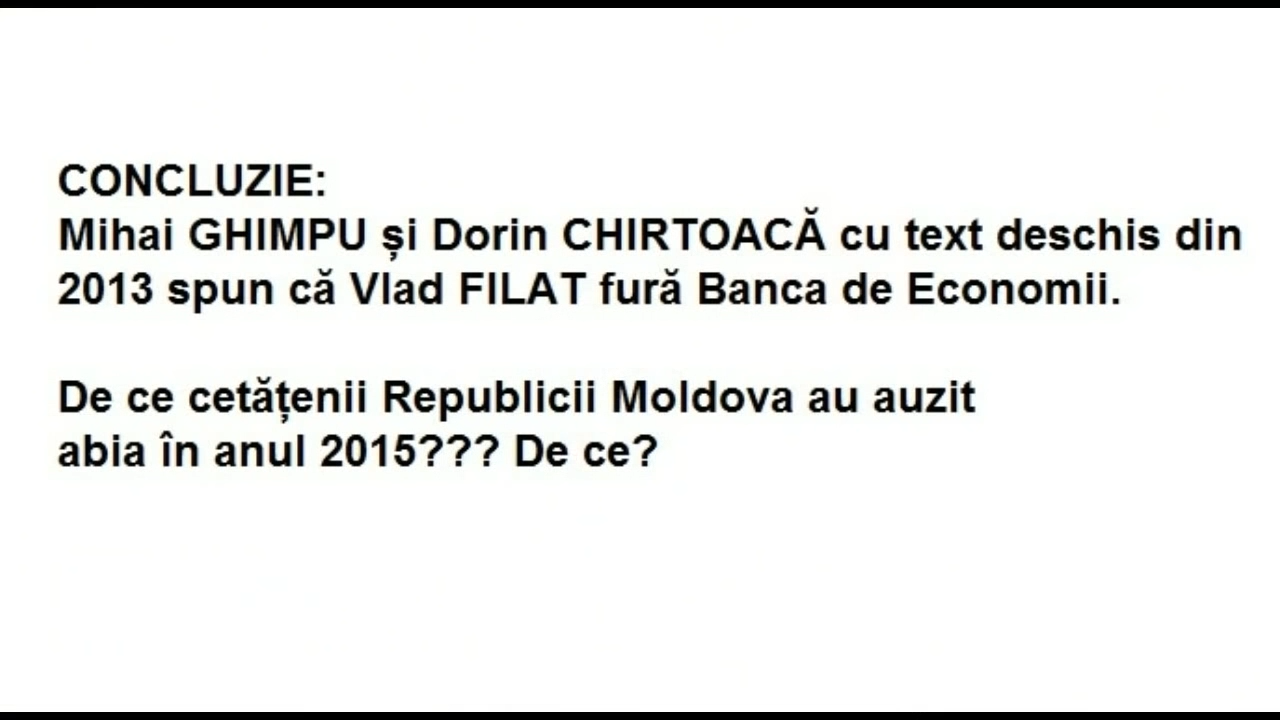 CONCLUZIE:
Mihai GHIMPU și Dorin CHIRTOACĂ cu text deschis din
2013 spun că Vlad FILAT fură Banca de Economii.
De ce cetățenii Republicii Moldova au auzit
abia în anul 2015??? De ce?